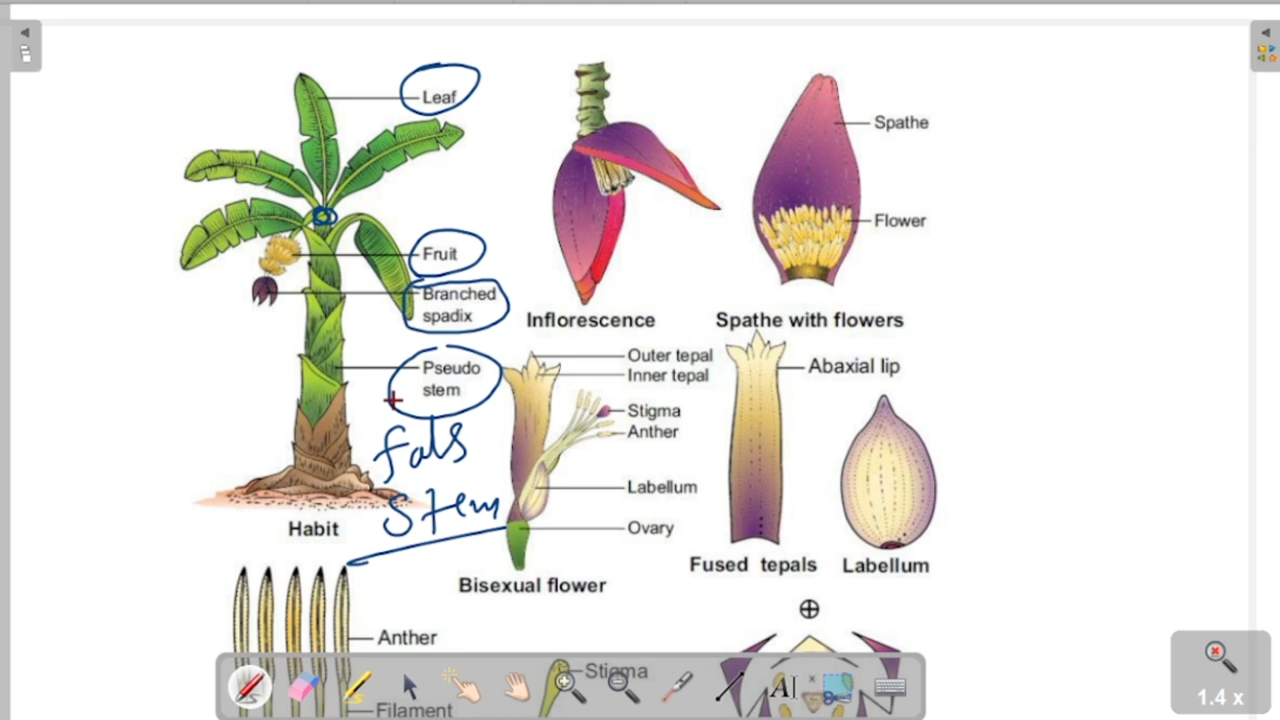 Leaf
Fruit
Branched
spadix
Pseudo
stem
fals
stem
Habit
Inflorescence
Spathe
Flower
Spathe with flowers
Outer tepal
Inner tepal
Stigma
Anther
Labellum
Ovary
Bisexual flower
Abaxial lip
Fused tepals
Labellum
Anther
Filament
Stigma
AI
1.4 x